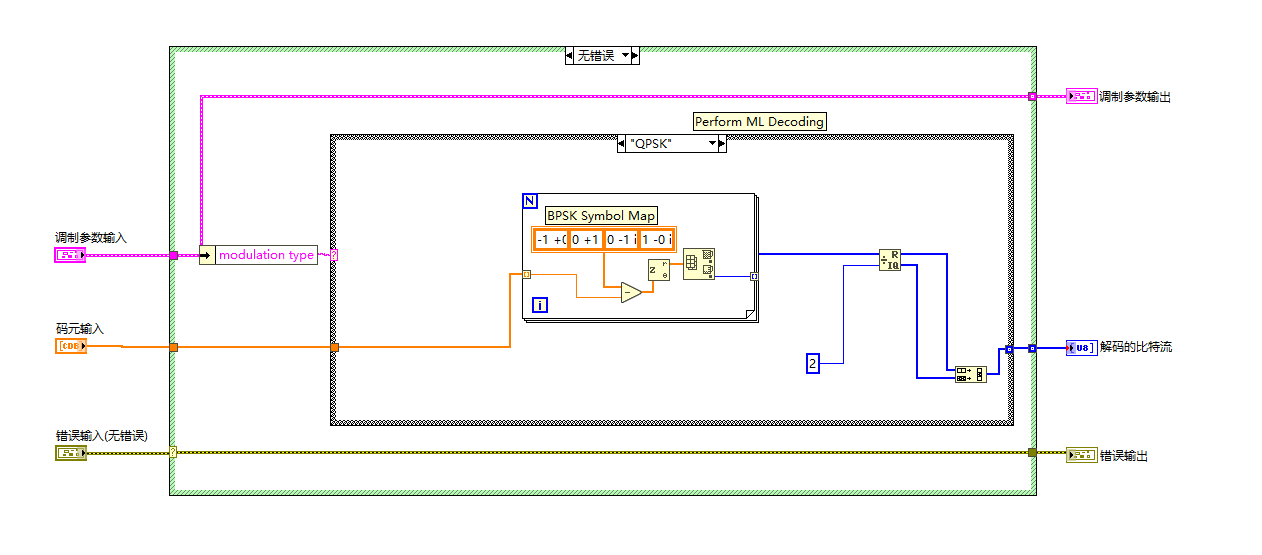 无错误
调制参数输出
Perform ML Decoding
"QPSK"
N
BPSK Symbol Map
-1 +0 0 +1 0 -1 i 1 -0 i
调制参数输入
modulation type
?
R
IQ
z
r
θ
i
码元输入
[CDB]
2
U8]
解码的比特流
错误输入(无错误)
?
错误输出